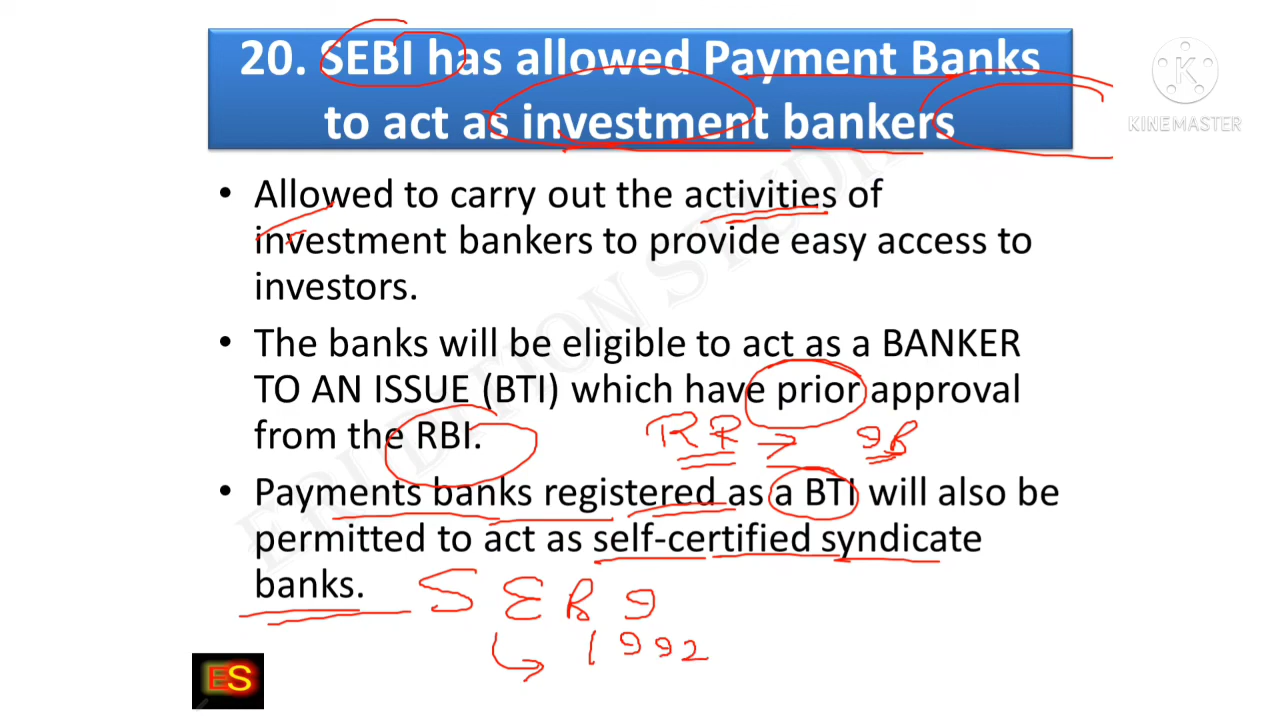 20. SEBI has allowed Payment Banks
to act as investment bankers
KINEMASTER
• Allowed to carry out the activities of
investment bankers to provide easy access to
investors.
• The banks will be eligible to act as a BANKER
TO AN ISSUE (BTI) which have prior approval
from the RBI.
• Payments banks registered as a BTI will also be
permitted to act as self-certified syndicate
banks.
SEBI
1992
ERUDITION STUDY
ES